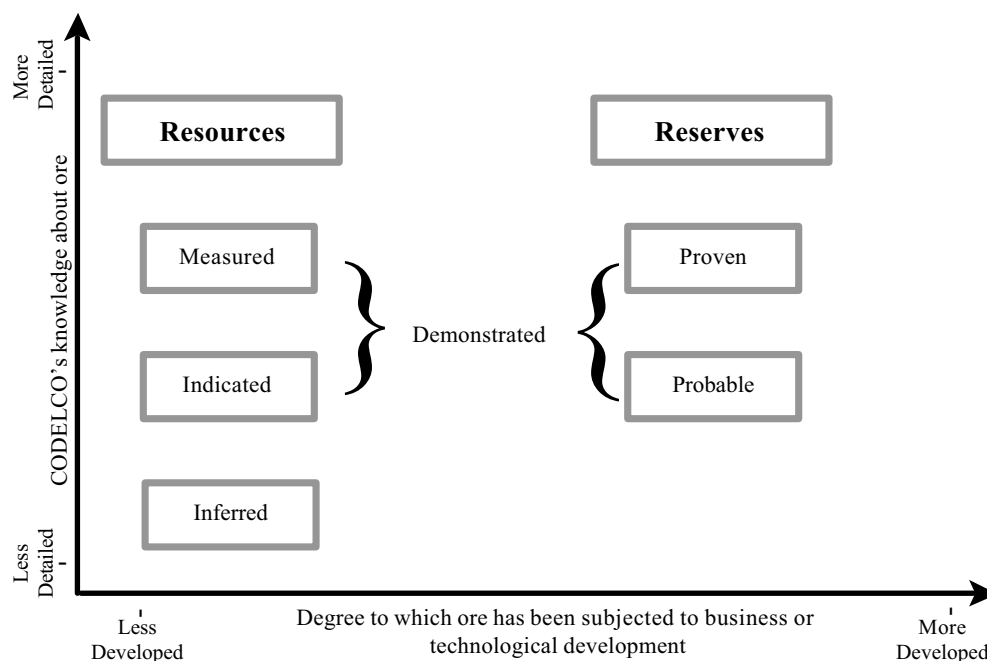 More
Detailed
CODELCO's knowledge about ore
Less
Detailed
Resources
Reserves
Measured
Proven
Demonstrated
Indicated
Probable
Inferred
Less
Developed
Degree to which ore has been subjected to business or
technological development
More
Developed